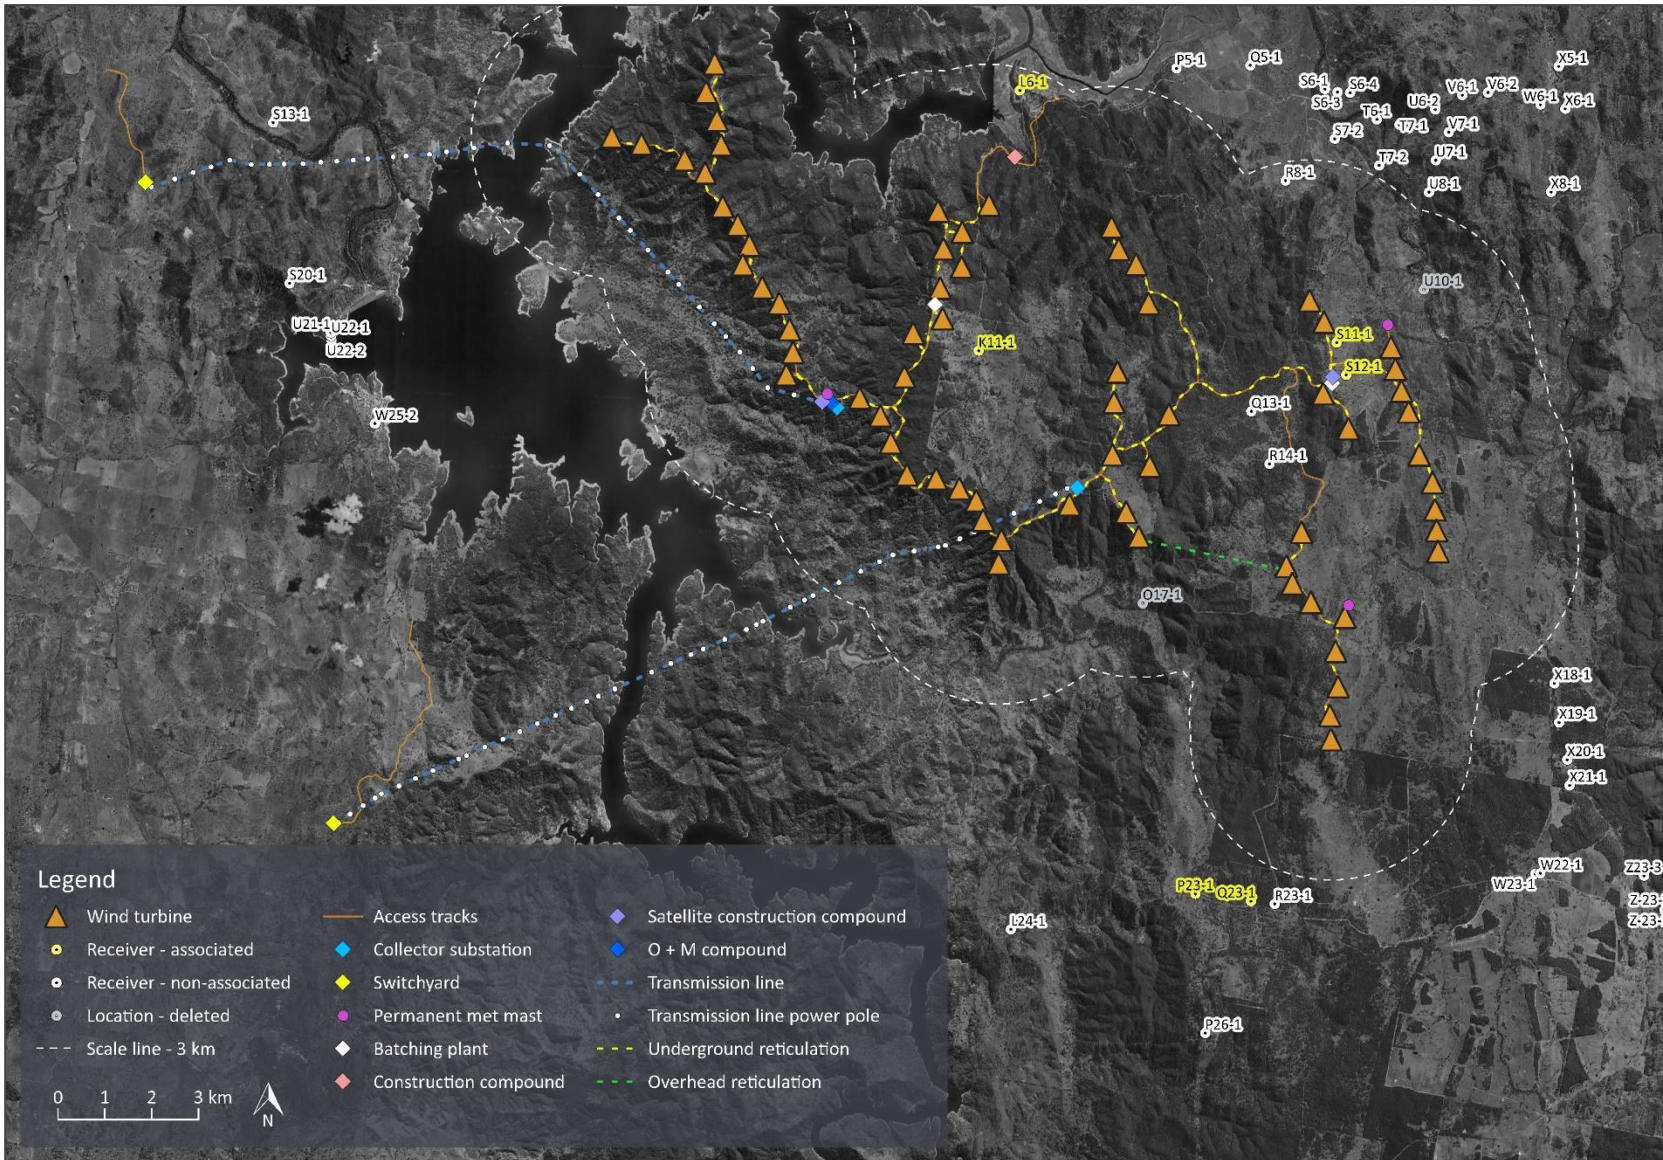 P5-1
Q5-1
X5-1
L6-1
S6-1
S6-4
V6-1
V6-2
S6-3
U6-2
W6-1
X6-1
T6-1
S13-1
T7-1
V7-1
S7-2
T7-2
U7-1
R8-1
U8-1
X8-1
S20-1
U10-1
U21-1
U22-1
U22-2
K11-1
S11-1
S12-1
W25-2
Q13-1
R14-1
O17-1
X18-1
X19-1
X20-1
X21-1
W22-1
Z23-3
W23-1
P23-1
Q23-1
R23-1
Z-23-
Z-23-
L24-1
P26-1
Legend
Wind turbine
Receiver - associated
Receiver - non-associated
Location - deleted
Scale line - 3 km
0 1 2 3 km
N
Access tracks
Collector substation
Switchyard
Permanent met mast
Batching plant
Construction compound
Satellite construction compound
O + M compound
Transmission line
Transmission line power pole
Underground reticulation
Overhead reticulation